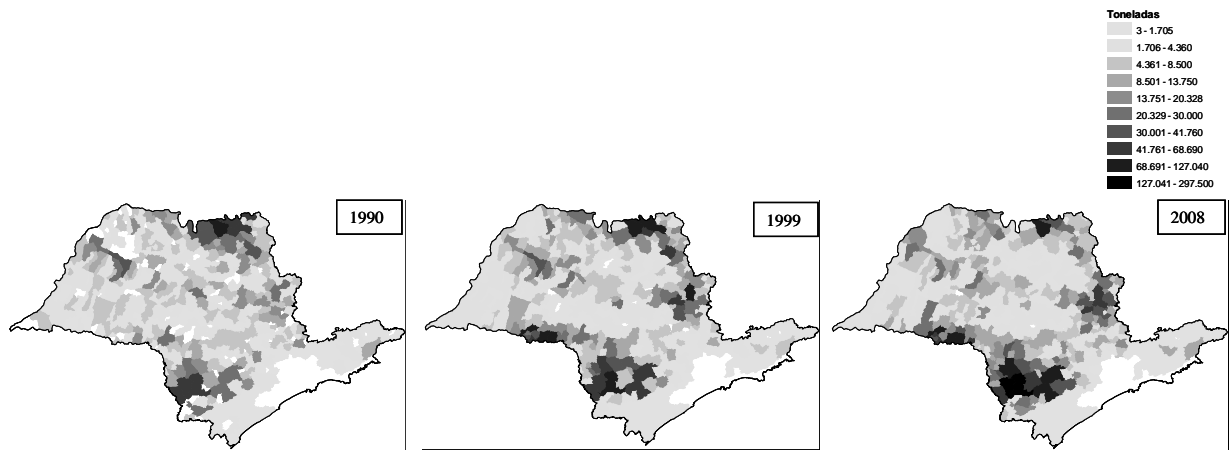 Toneladas
3 - 1.705
1.706 - 4.360
4.361 - 8.500
8.501 - 13.750
13.751 - 20.328
20.329 - 30.000
30.001 - 41.760
41.761 - 68.690
68.691 - 127.040
127.041 - 297.500
1990
1999
2008